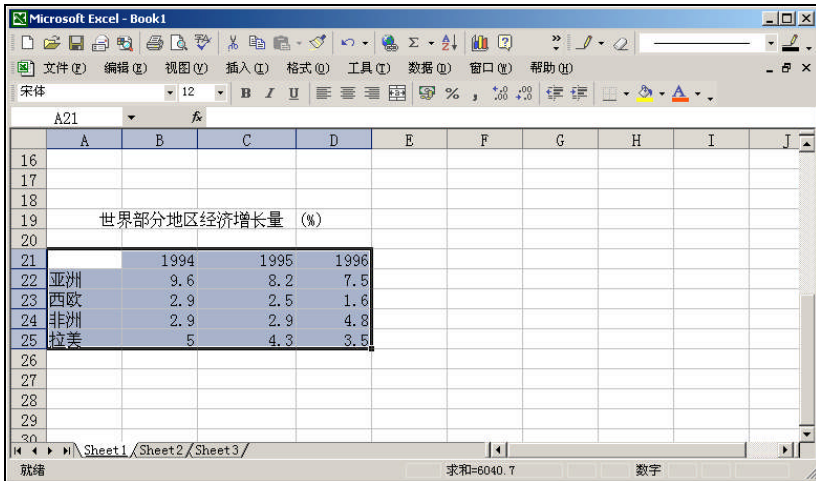 Microsoft Excel - Book1
文件(F) 编辑(E) 视图(V) 插入(I) 格式(O) 工具(T) 数据(D) 窗口(W) 帮助(H)
宋体 12 B I U % ,
A21 fx
A B C D E F G H I J
16
17
18
19 世界部分地区经济增长量 (%)
20
21 1994 1995 1996
22 亚洲 9.6 8.2 7.5
23 西欧 2.9 2.5 1.6
24 非洲 2.9 2.9 4.8
25 拉美 5 4.3 3.5
26
27
28
29
30
Sheet1 Sheet2 Sheet3
就绪 求和=6040.7 数字